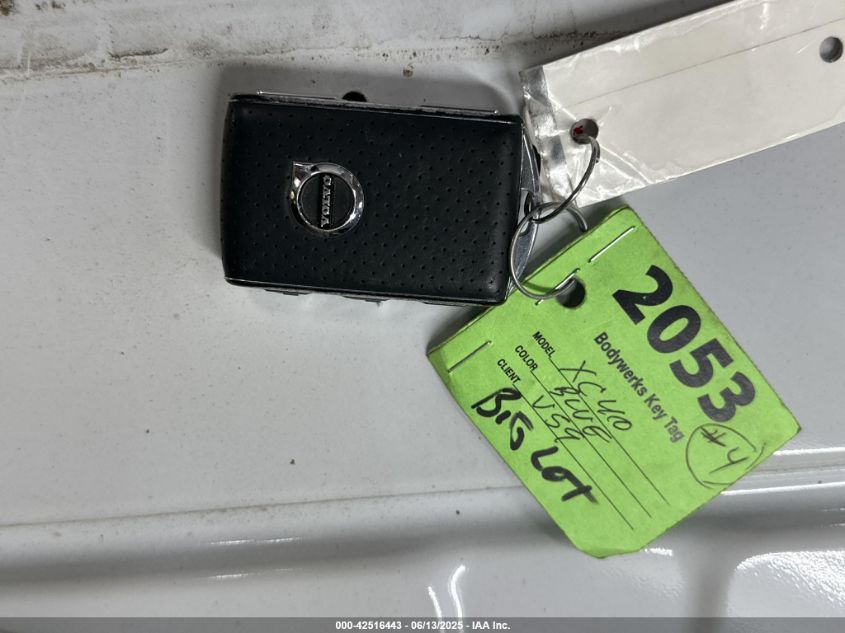 VOLVO
2053
Bodywerks Key Tag
#4
MODEL XC40
COLOR BLUE
CLIENT VSG
BIG LOT
000-42516443 - 06/13/2025 - IAA Inc.